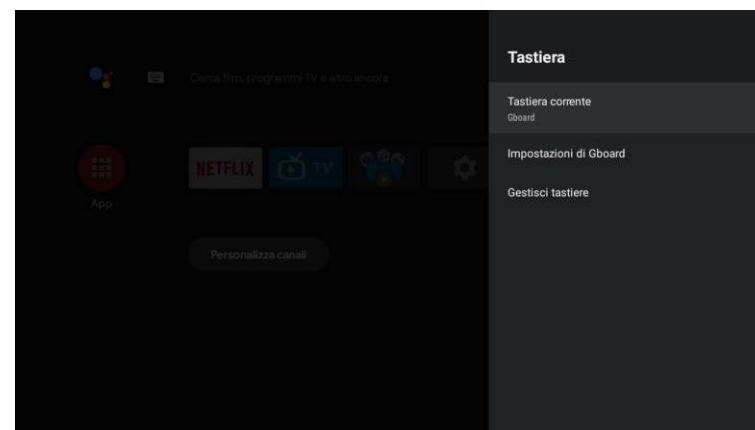 Tastiera
Tastiera corrente
Gboard
Impostazioni di Gboard
Gestisci tastiere
Cerca film, programmi TV e altro ancora
NETFLIX
TV
App
Personalizza canali